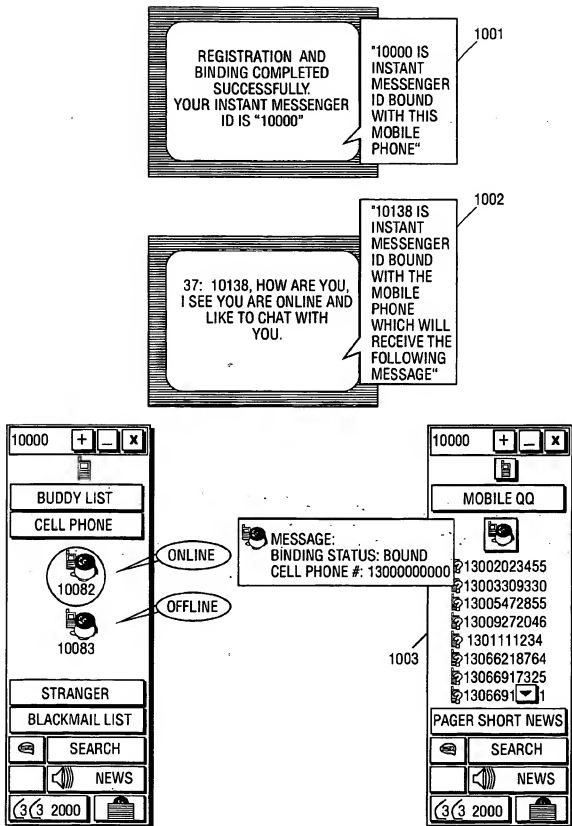 REGISTRATION AND
BINDING COMPLETED
SUCCESSFULLY.
YOUR INSTANT MESSENGER
ID IS "10000"
"10000 IS
INSTANT
MESSENGER
ID BOUND
WITH THIS
MOBILE
PHONE"
1001
37: 10138, HOW ARE YOU,
I SEE YOU ARE ONLINE AND
LIKE TO CHAT WITH
YOU.
"10138 IS
INSTANT
MESSENGER
ID BOUND
WITH THE
MOBILE
PHONE
WHICH WILL
RECEIVE THE
FOLLOWING
MESSAGE"
1002
10000 + _ X
BUDDY LIST
CELL PHONE
10082
ONLINE
10083
OFFLINE
STRANGER
BLACKMAIL LIST
SEARCH
NEWS
2000
MESSAGE:
BINDING STATUS: BOUND
CELL PHONE #: 13000000000
1003
10000 + _ X
MOBILE QQ
13002023455
13003309330
13005472855
13009272046
1301111234
13066218764
13066917325
1306691 1
PAGER SHORT NEWS
SEARCH
NEWS
2000